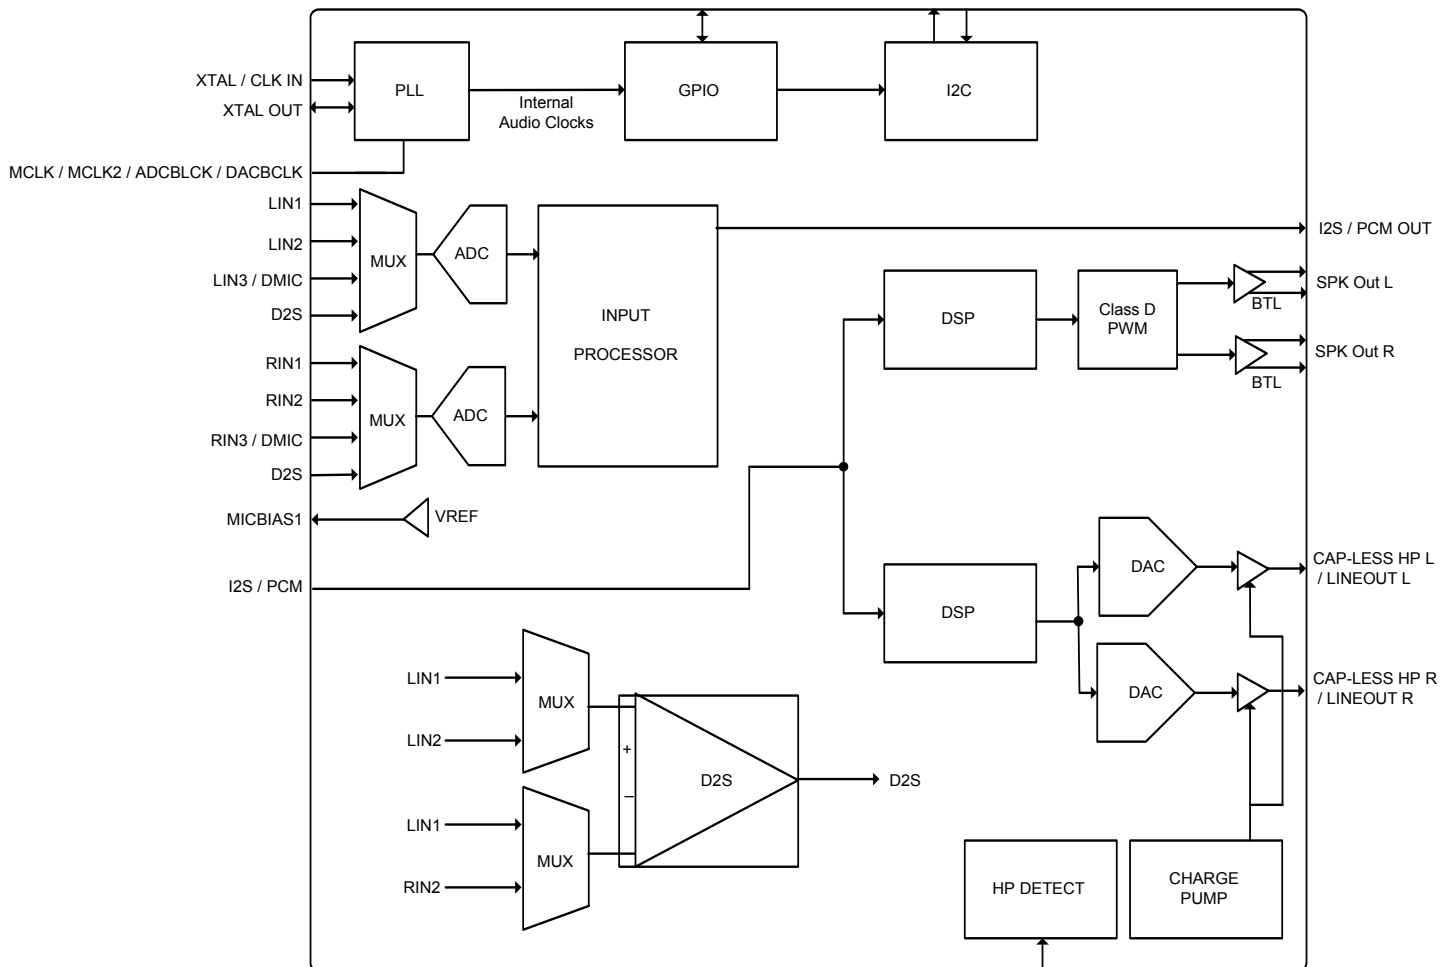 XTAL / CLK IN
XTAL OUT
PLL
Internal
Audio Clocks
GPIO
I2C
MCLK / MCLK2 / ADCBLCK / DACBCLK
LIN1
LIN2
LIN3 / DMIC
D2S
MUX
ADC
RIN1
RIN2
RIN3 / DMIC
D2S
MUX
ADC
INPUT
PROCESSOR
I2S / PCM OUT
DSP
Class D
PWM
BTL
SPK Out L
BTL
SPK Out R
MICBIAS1
VREF
I2S / PCM
DSP
DAC
CAP-LESS HP L
/ LINEOUT L
DAC
CAP-LESS HP R
/ LINEOUT R
LIN1
LIN2
MUX
LIN1
RIN2
MUX
+
–
D2S
D2S
HP DETECT
CHARGE
PUMP